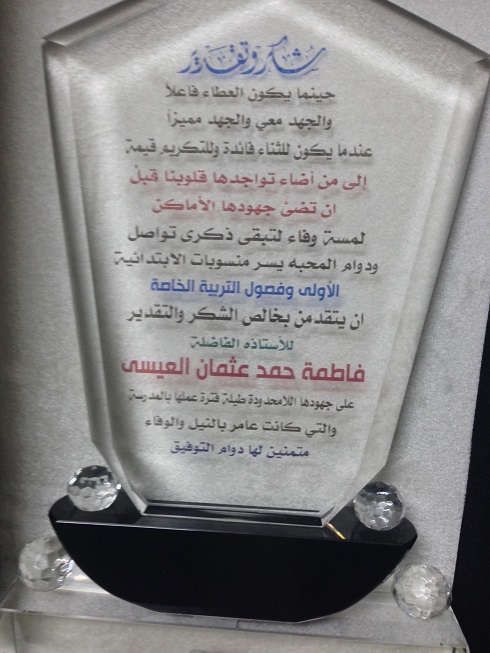 شكر وتقدير
حينما يكون العطاء فاعلاً
والجهد معي والجهد مميزاً
عندما يكون للثناء فائدة وللتكريم قيمة
إلى من أضاء تواجدها قلوبنا قبل
ان تضئ جهودها الأماكن
لمسة وفاء لتبقى ذكرى تواصل
ودوام المحبه يسر منسوبات الابتدائية
الأولى وفصول التربية الخاصة
ان يتقدمن بخالص الشكر والتقدير
للأستاذه الفاضلة
فاطمة حمد عثمان العيسى
على جهودها اللامحدودة طيلة فترة عملها بالمدرسة
والتي كانت عامر بالنيل والوفاء
متمنين لها دوام التوفيق